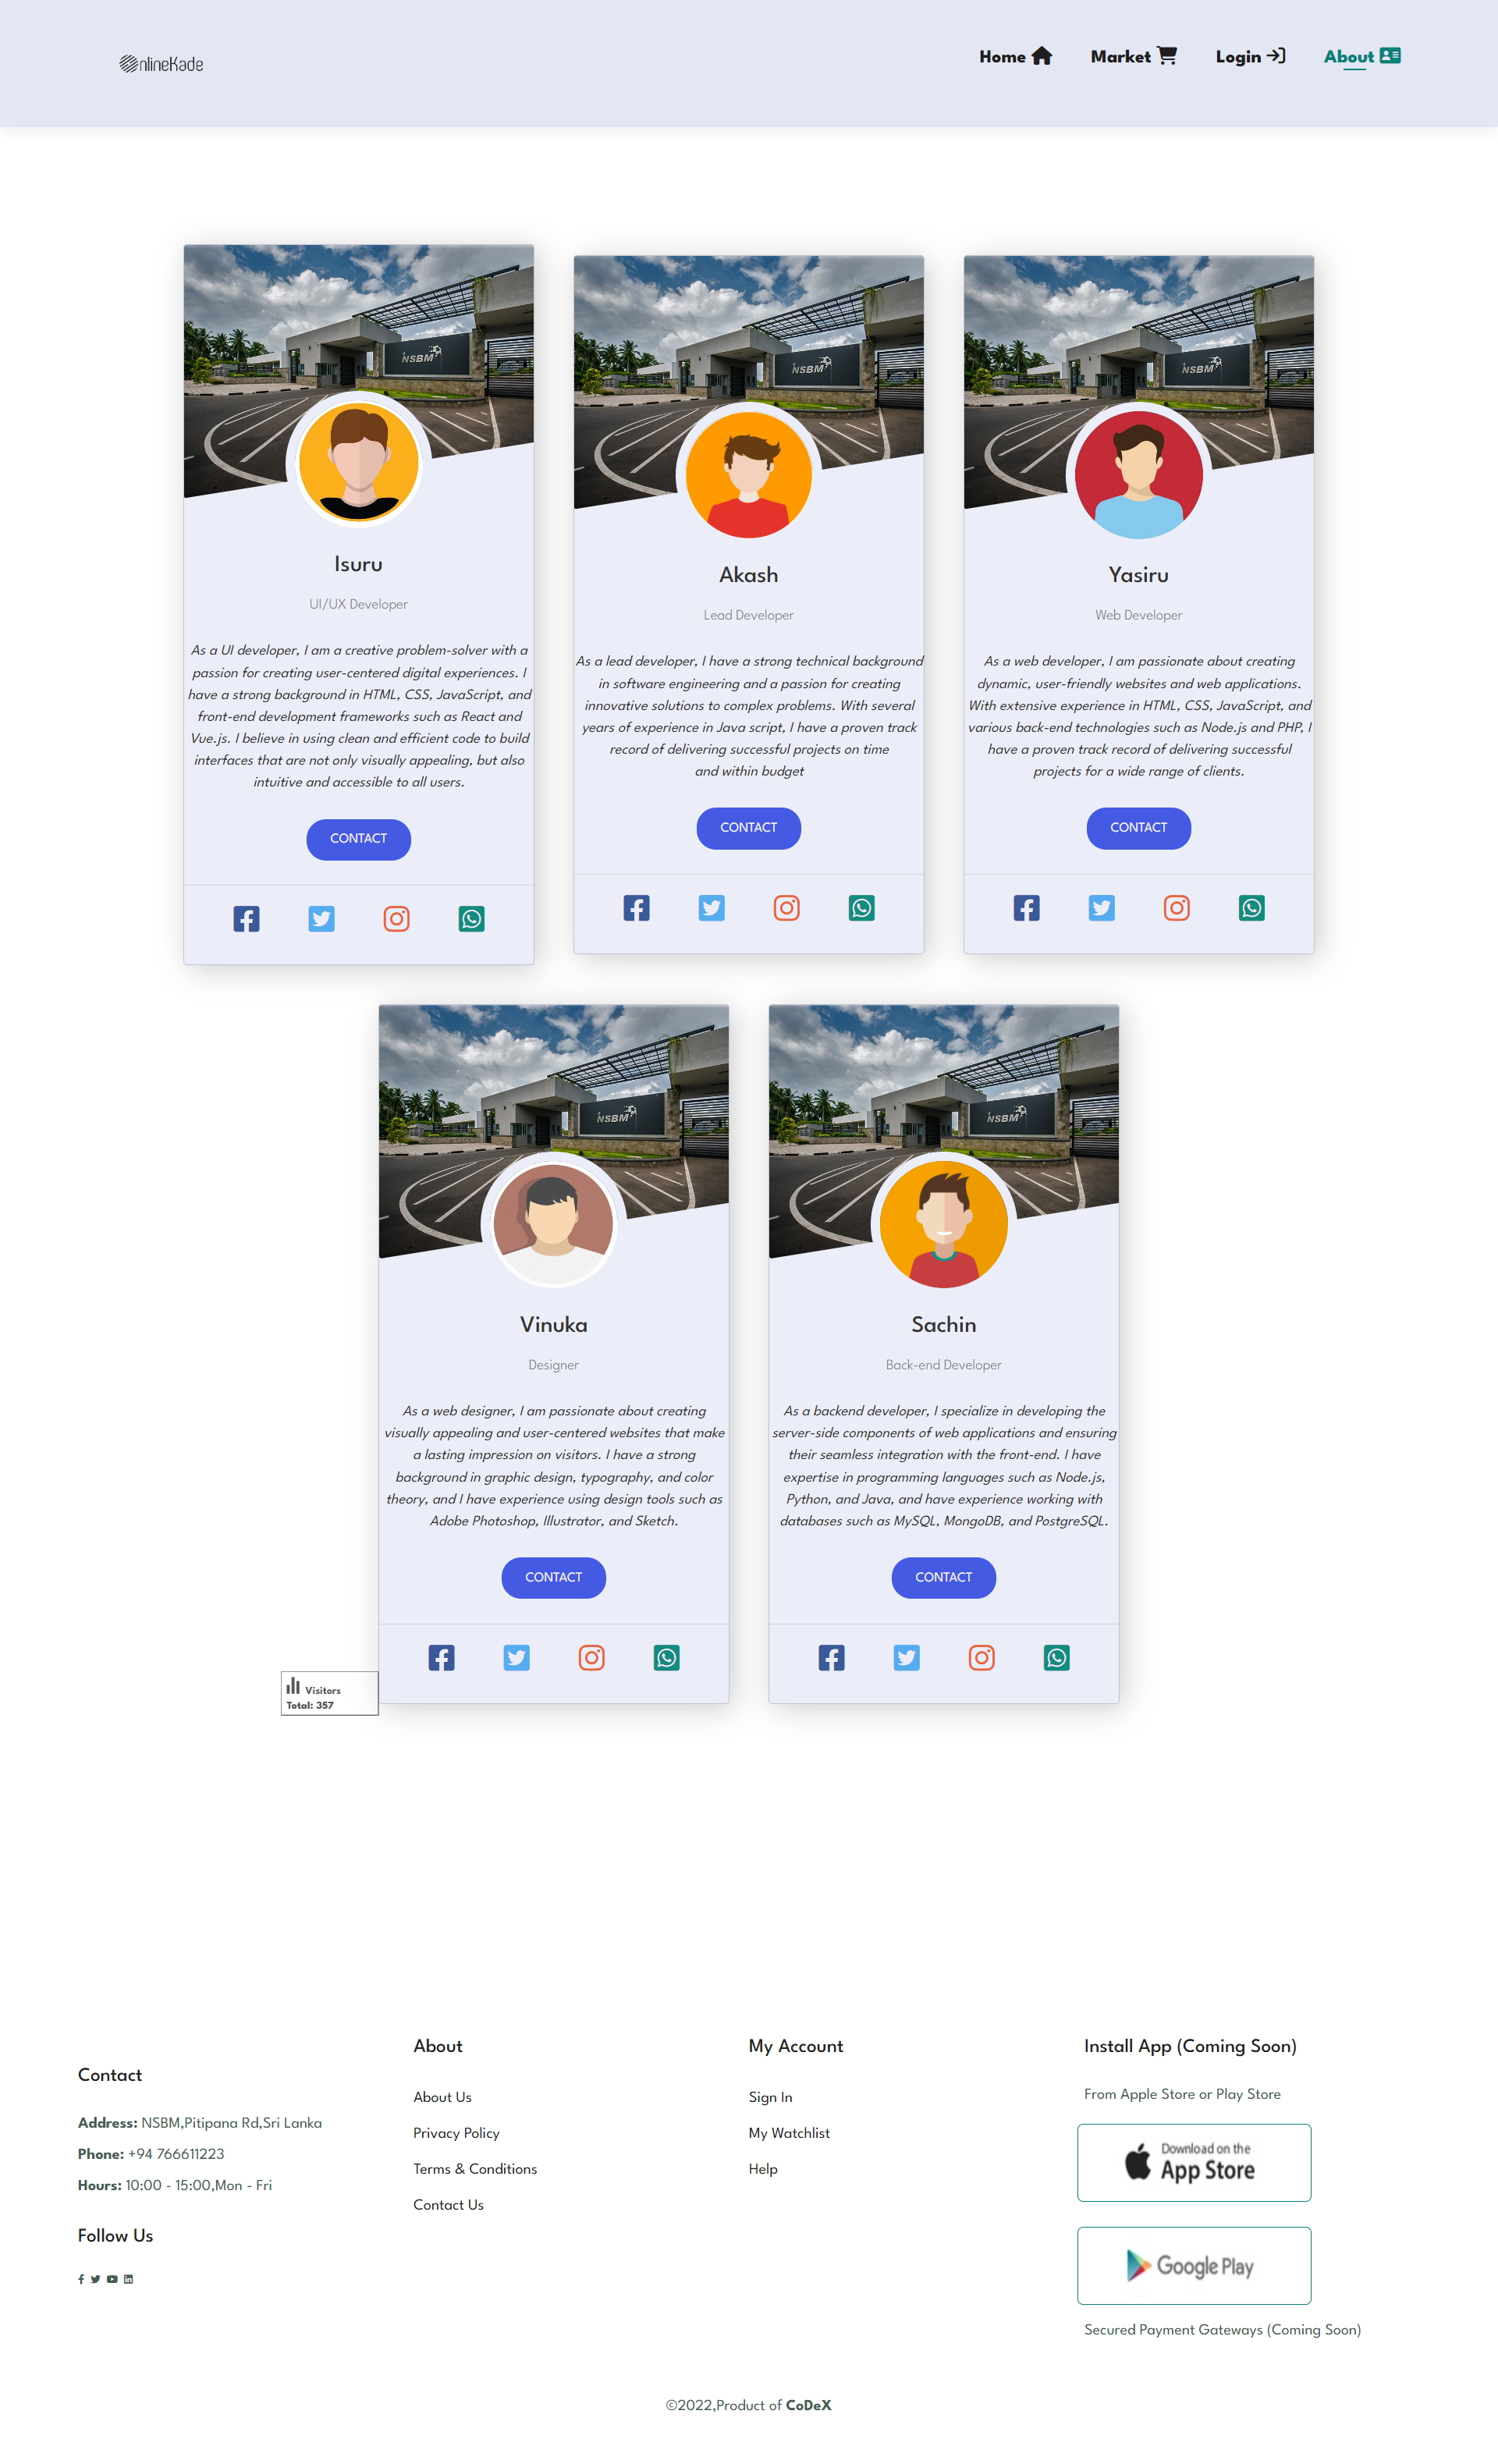 nlineKade
Home
Market
Login
About
NSBM
NSBM
NSBM
Isuru
UI/UX Developer
As a UI developer, I am a creative problem-solver with a
passion for creating user-centered digital experiences. I
have a strong background in HTML, CSS, JavaScript, and
front-end development frameworks such as React and
Vue.js. I believe in using clean and efficient code to build
interfaces that are not only visually appealing, but also
intuitive and accessible to all users.
CONTACT
Akash
Lead Developer
As a lead developer, I have a strong technical background
in software engineering and a passion for creating
innovative solutions to complex problems. With several
years of experience in Java script, I have a proven track
record of delivering successful projects on time
and within budget
CONTACT
Yasiru
Web Developer
As a web developer, I am passionate about creating
dynamic, user-friendly websites and web applications.
With extensive experience in HTML, CSS, JavaScript, and
various back-end technologies such as Node.js and PHP, I
have a proven track record of delivering successful
projects for a wide range of clients.
CONTACT
NSBM
NSBM
Vinuka
Designer
As a web designer, I am passionate about creating
visually appealing and user-centered websites that make
a lasting impression on visitors. I have a strong
background in graphic design, typography, and color
theory, and I have experience using design tools such as
Adobe Photoshop, Illustrator, and Sketch.
CONTACT
Sachin
Back-end Developer
As a backend developer, I specialize in developing the
server-side components of web applications and ensuring
their seamless integration with the front-end. I have
expertise in programming languages such as Node.js,
Python, and Java, and have experience working with
databases such as MySQL, MongoDB, and PostgreSQL.
CONTACT
Visitors
Total: 357
Contact
Address: NSBM,Pitipana Rd,Sri Lanka
Phone: +94 766611223
Hours: 10:00 - 15:00,Mon - Fri
Follow Us
About
About Us
Privacy Policy
Terms & Conditions
Contact Us
My Account
Sign In
My Watchlist
Help
Install App (Coming Soon)
From Apple Store or Play Store
Download on the
App Store
Google Play
Secured Payment Gateways (Coming Soon)
©2022,Product of CoDeX